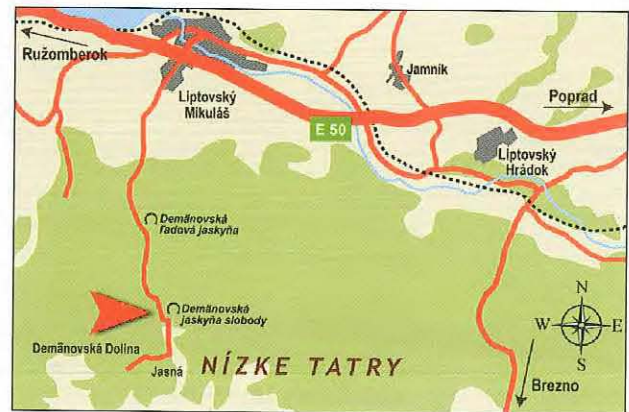 Ružomberok
Liptovský
Mikuláš
Jamník
Poprad
E 50
Liptovský
Hrádok
Demänovská
ľadová jaskyňa
Demänovská
jaskyňa slobody
Demänovská Dolina
Jasná
NÍZKE TATRY
N
W
E
S
Brezno